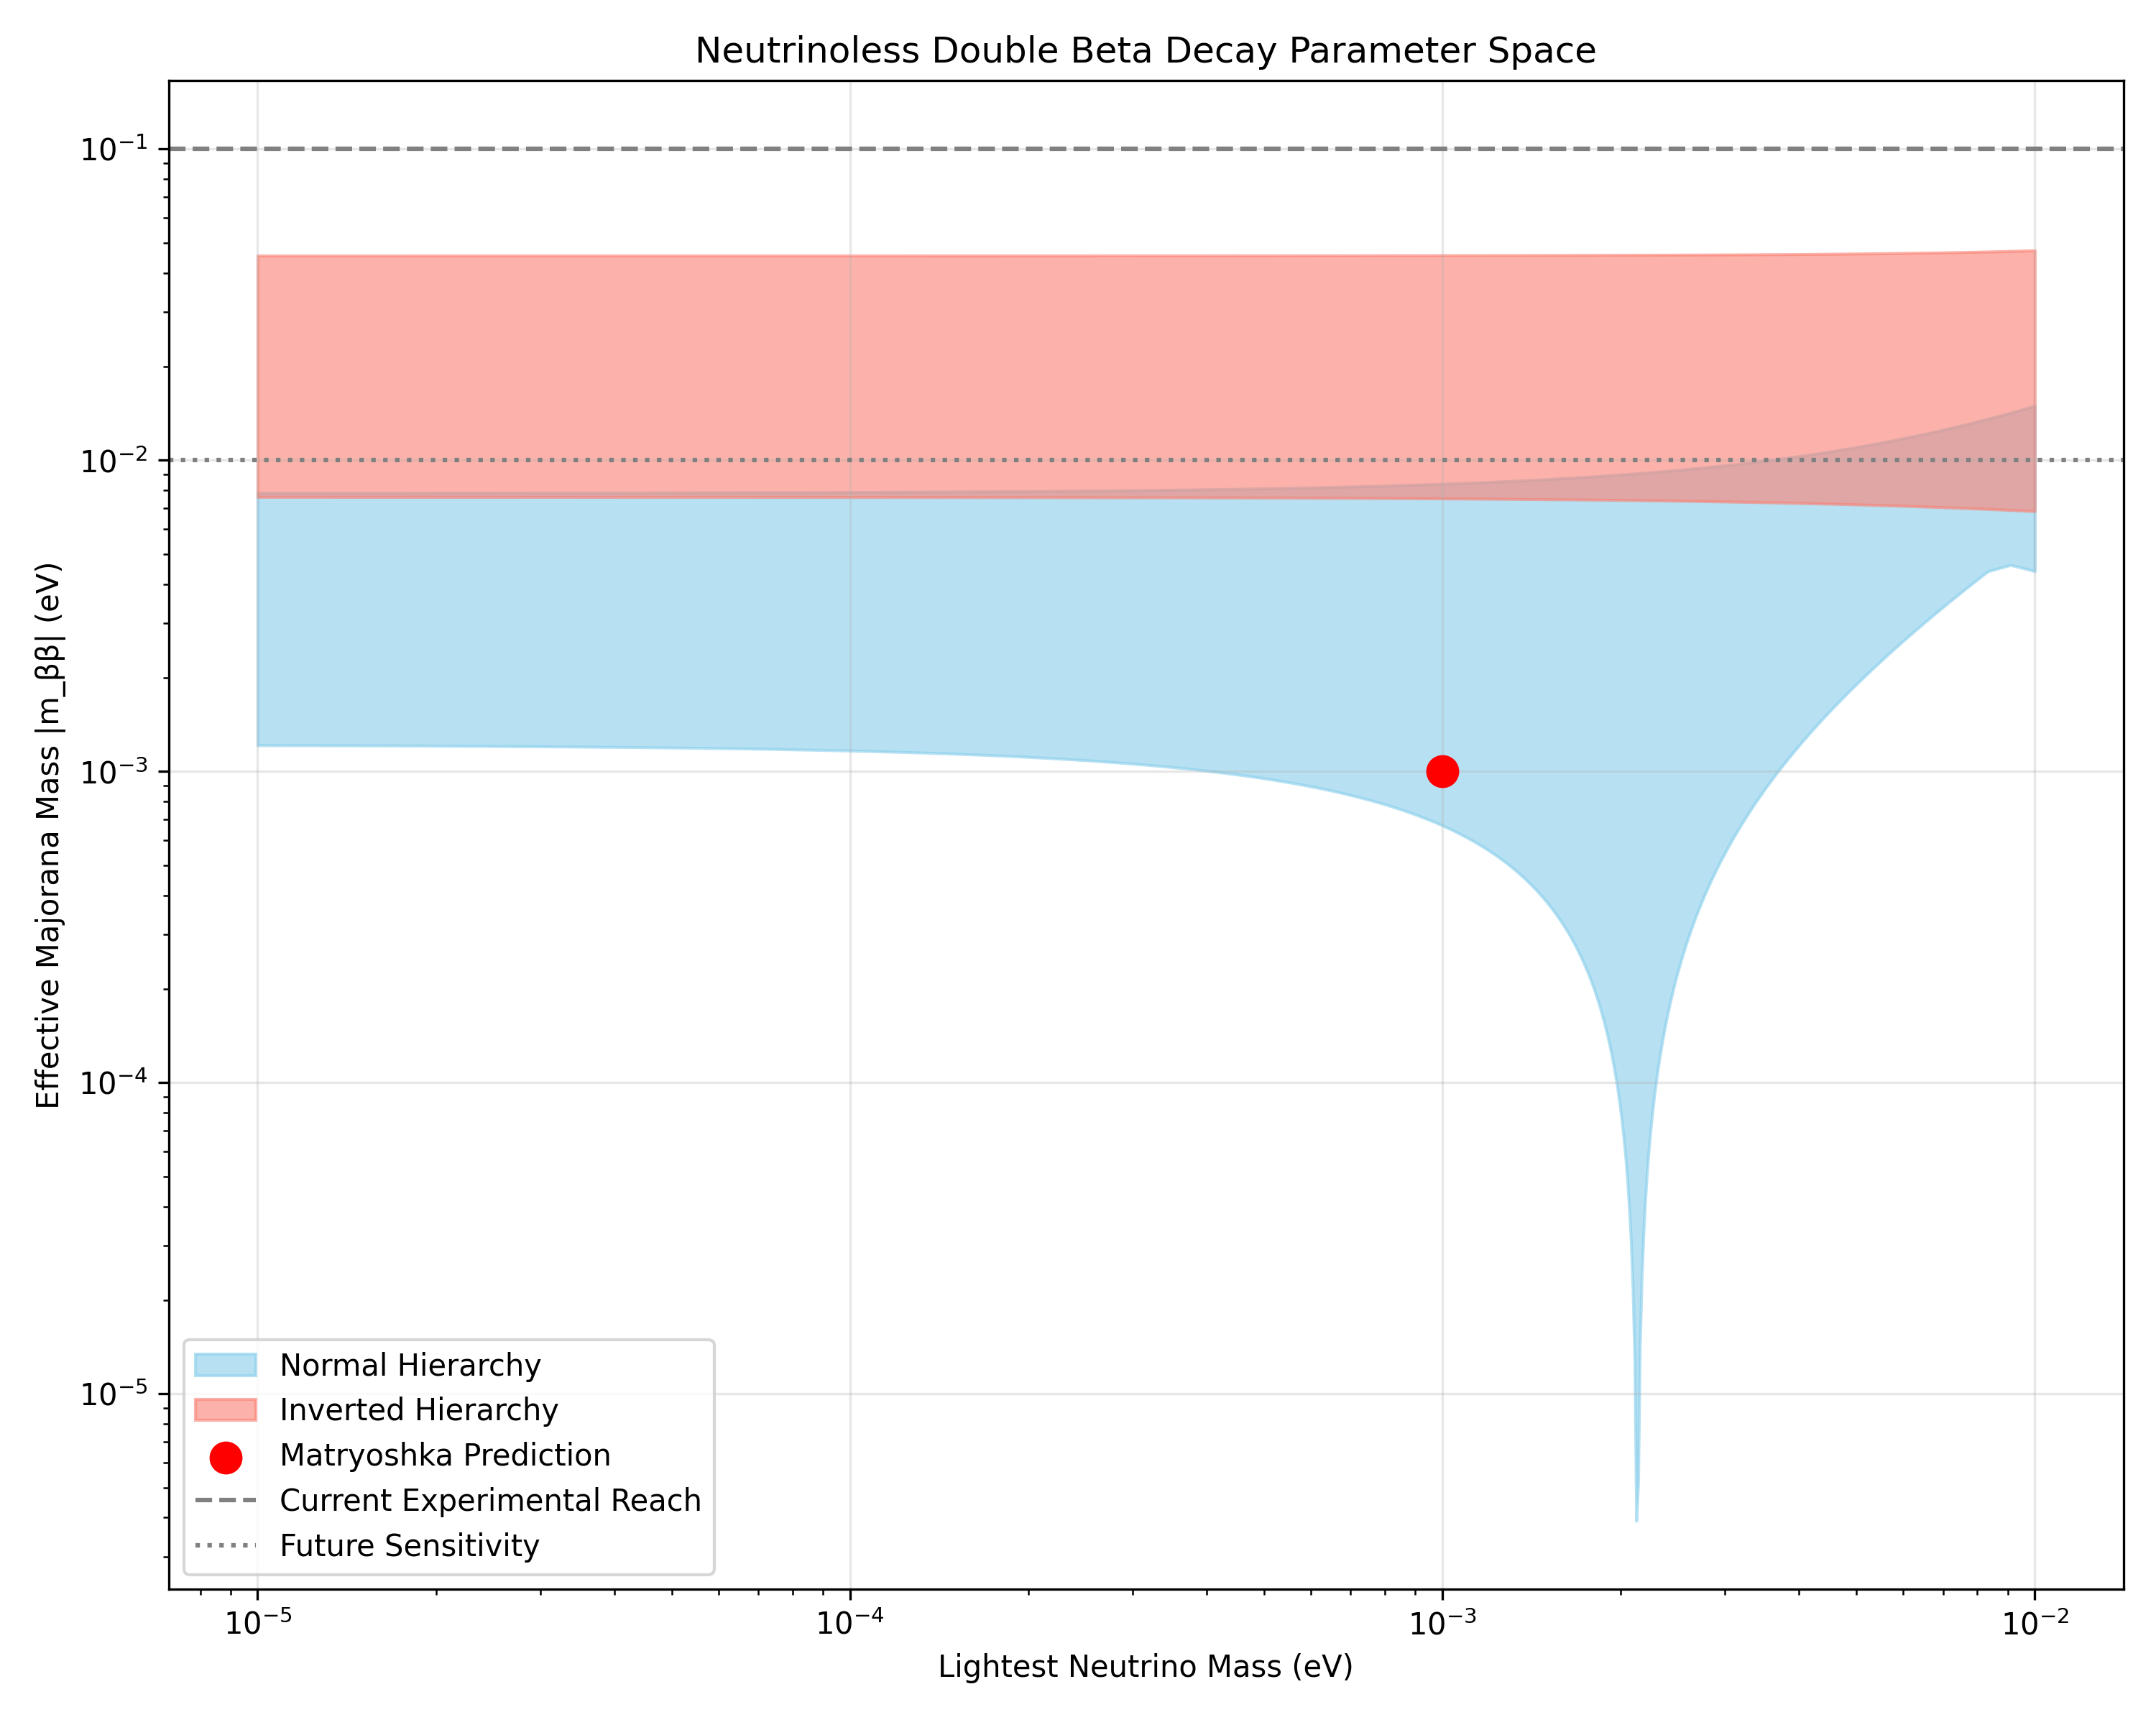 Neutrinoless Double Beta Decay Parameter Space
Effective Majorana Mass |m_ββ| (eV)
10⁻¹
10⁻²
10⁻³
10⁻⁴
10⁻⁵
Normal Hierarchy
Inverted Hierarchy
Matryoshka Prediction
Current Experimental Reach
Future Sensitivity
10⁻⁵ 10⁻⁴ 10⁻³ 10⁻²
Lightest Neutrino Mass (eV)